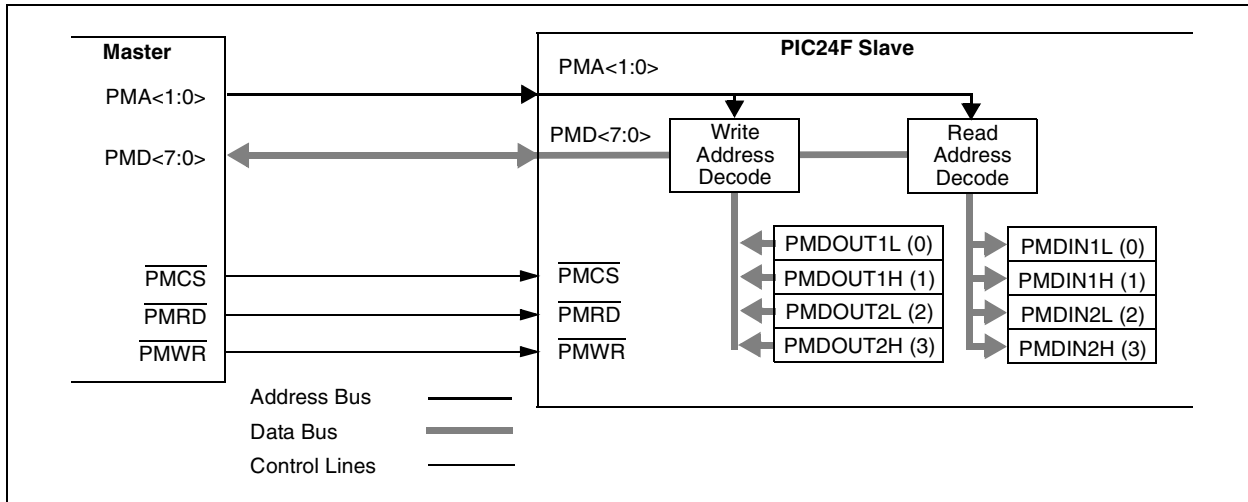 Master
PIC24F Slave
PMA<1:0>
PMA<1:0>
PMD<7:0>
PMD<7:0>
Write
Address
Decode
Read
Address
Decode
PMDOUT1L (0)
PMDOUT1H (1)
PMDOUT2L (2)
PMDOUT2H (3)
PMDIN1L (0)
PMDIN1H (1)
PMDIN2L (2)
PMDIN2H (3)
PMCS
PMCS
PMRD
PMRD
PMWR
PMWR
Address Bus
Data Bus
Control Lines